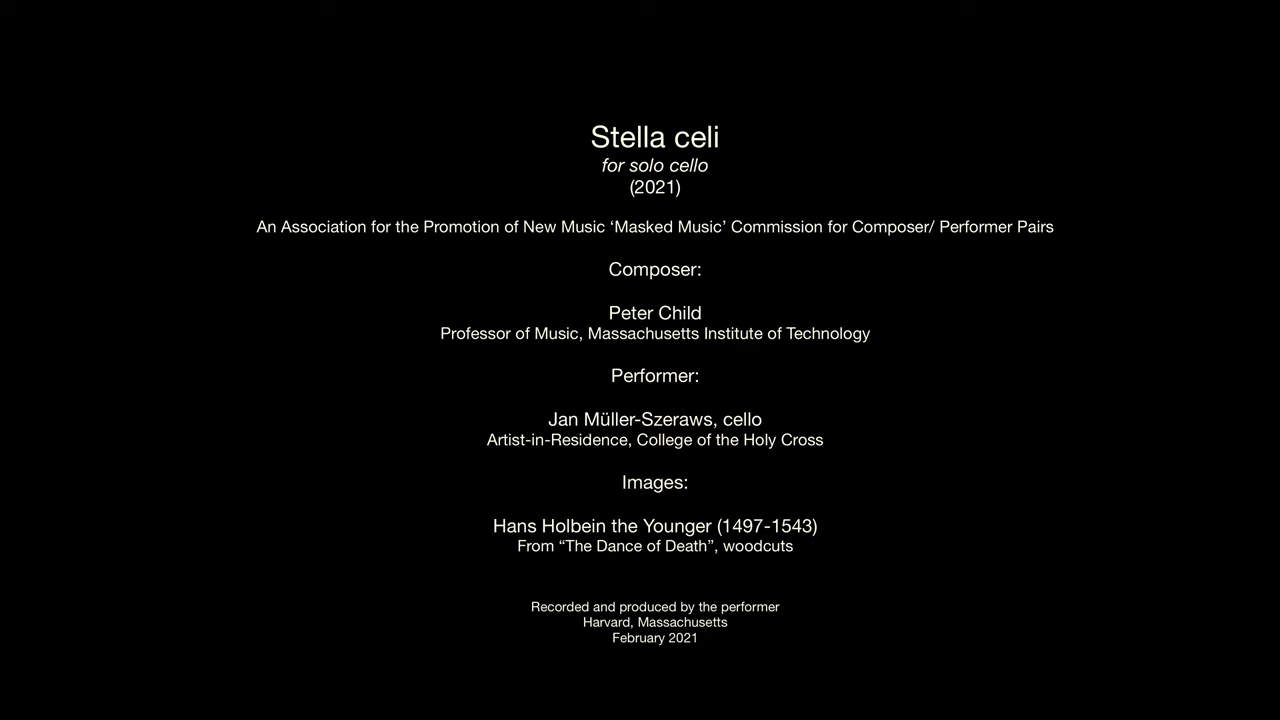 Stella celi
for solo cello
(2021)
An Association for the Promotion of New Music ‘Masked Music’ Commission for Composer/ Performer Pairs
Composer:
Peter Child
Professor of Music, Massachusetts Institute of Technology
Performer:
Jan Müller-Szeraws, cello
Artist-in-Residence, College of the Holy Cross
Images:
Hans Holbein the Younger (1497-1543)
From “The Dance of Death”, woodcuts
Recorded and produced by the performer
Harvard, Massachusetts
February 2021